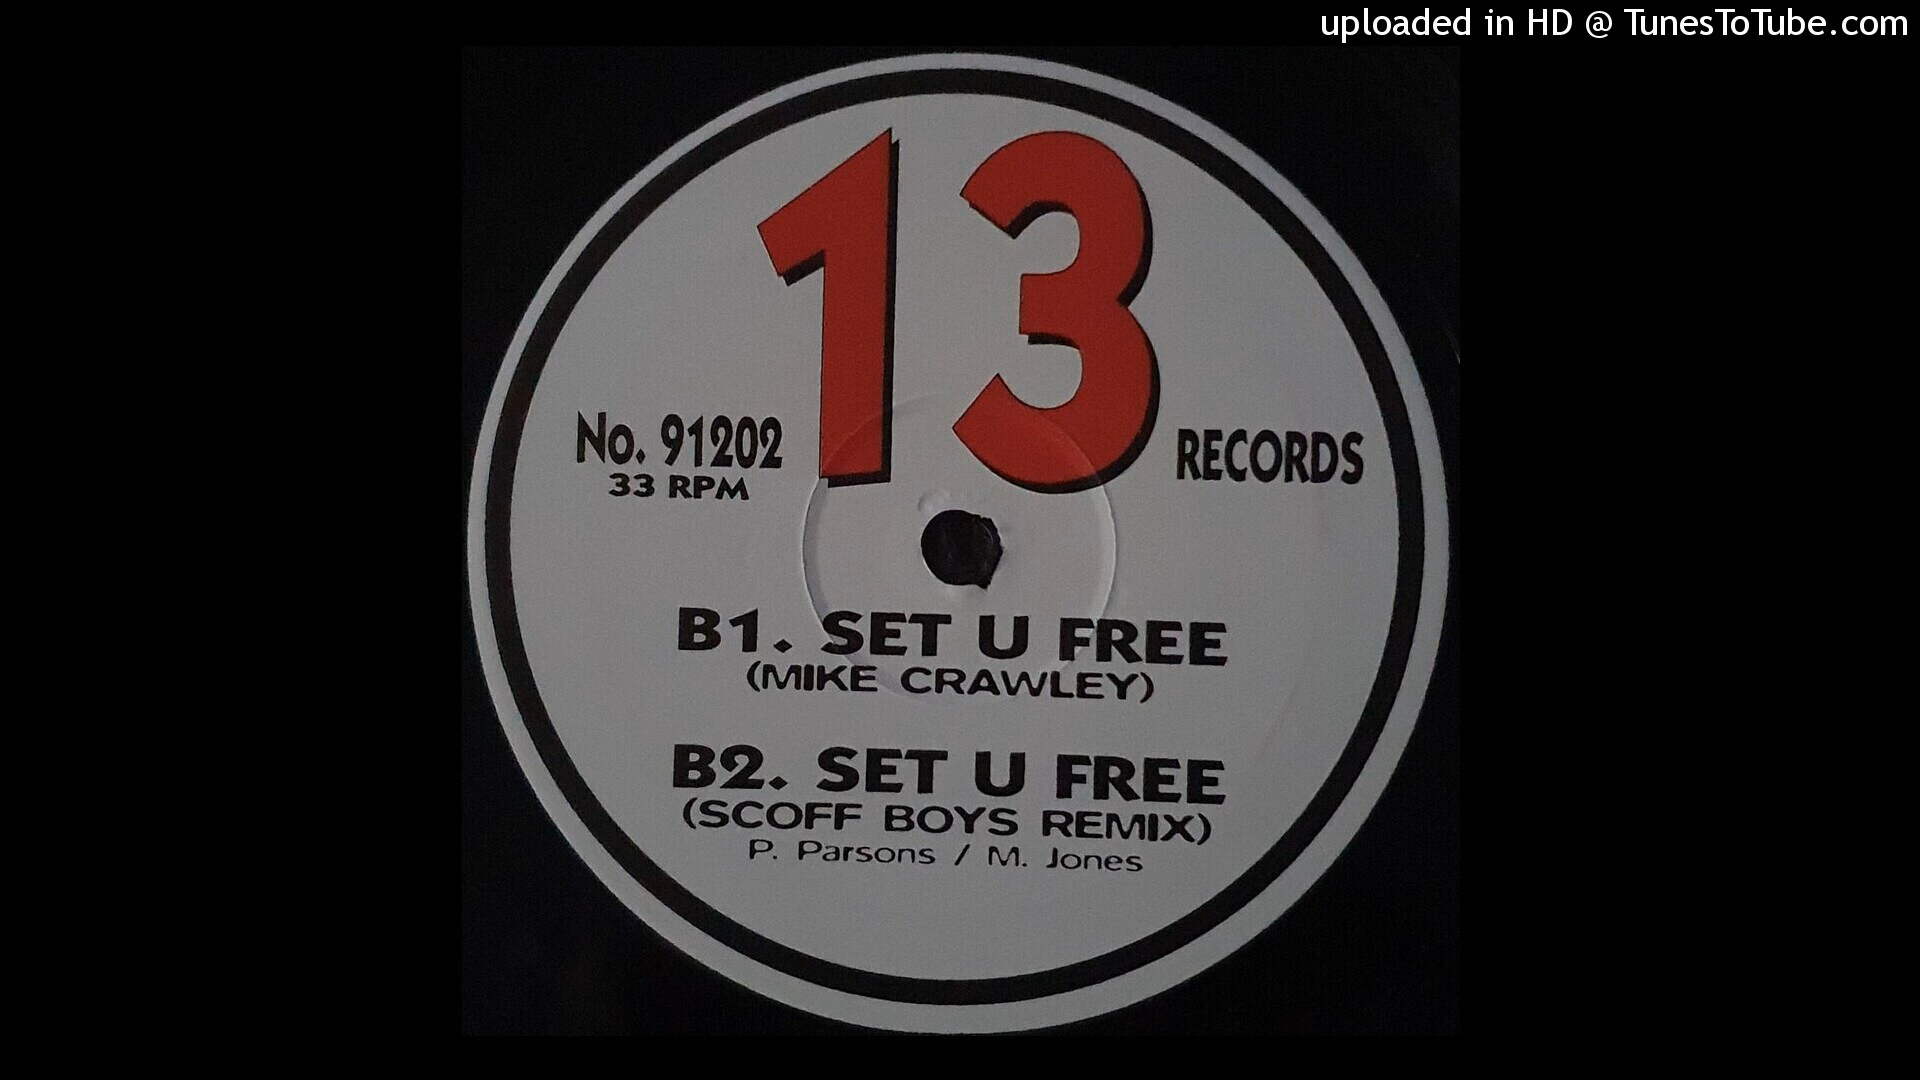 uploaded in HD @ TunesToTube.com
13
No. 91202
RECORDS
33 RPM
B1. SET U FREE
(MIKE CRAWLEY)
B2. SET U FREE
(SCOFF BOYS REMIX)
P. Parsons / M. Jones